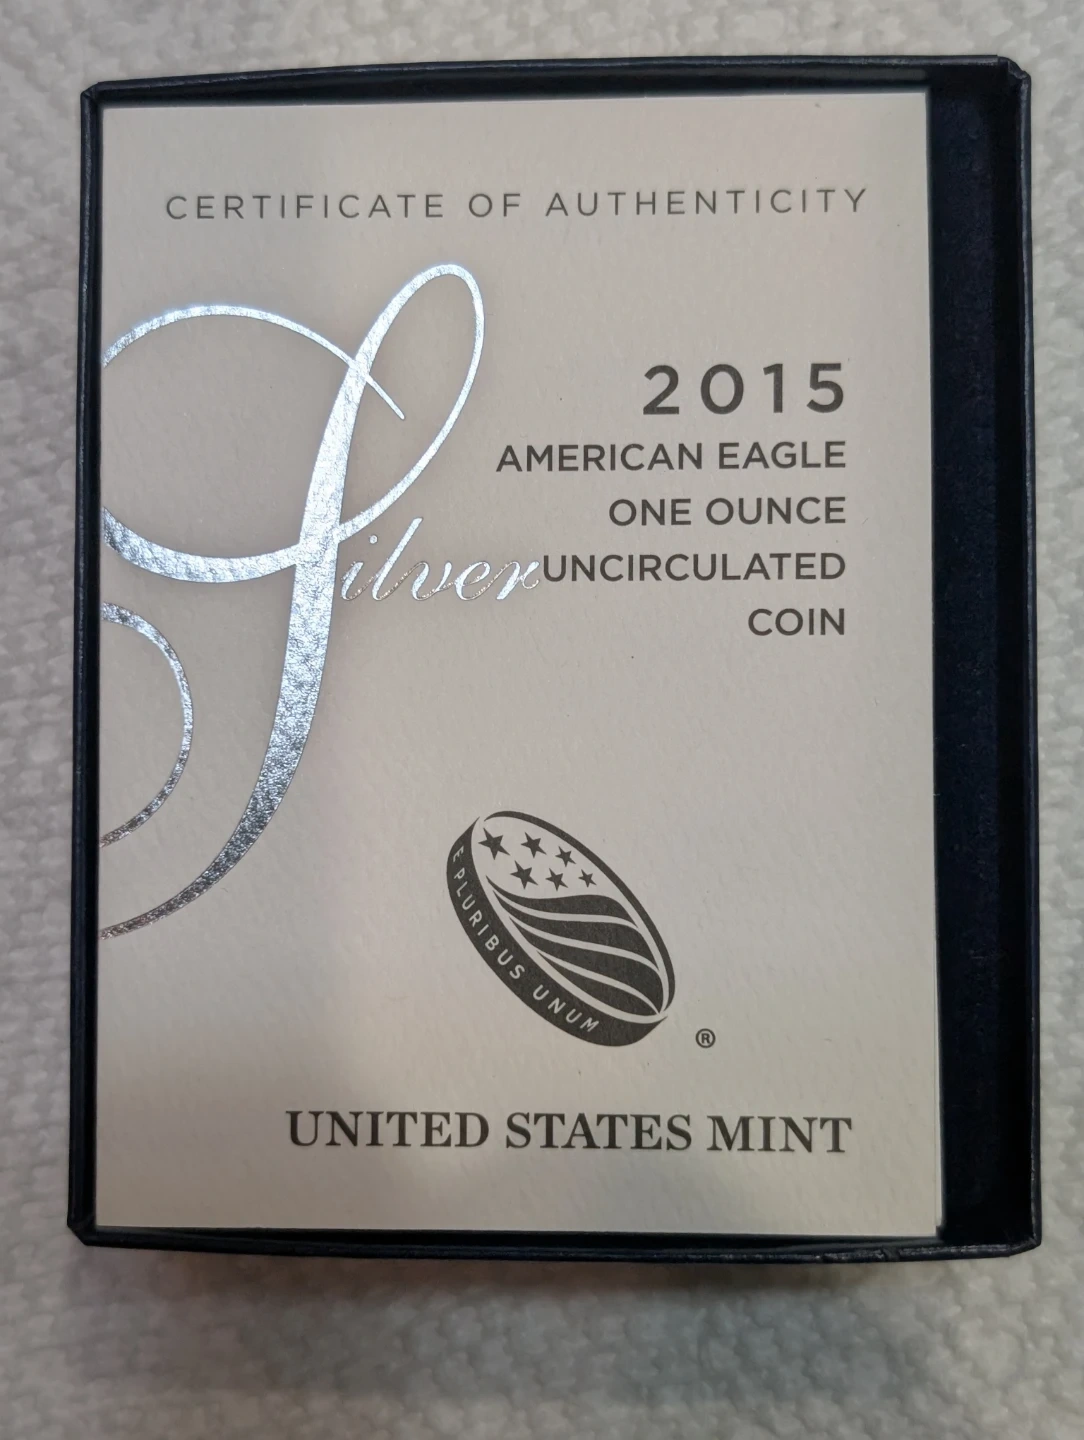 CERTIFICATE OF AUTHENTICITY
2015
AMERICAN EAGLE
ONE OUNCE
Silver UNCIRCULATED
COIN
E PLURIBUS UNUM
®
UNITED STATES MINT